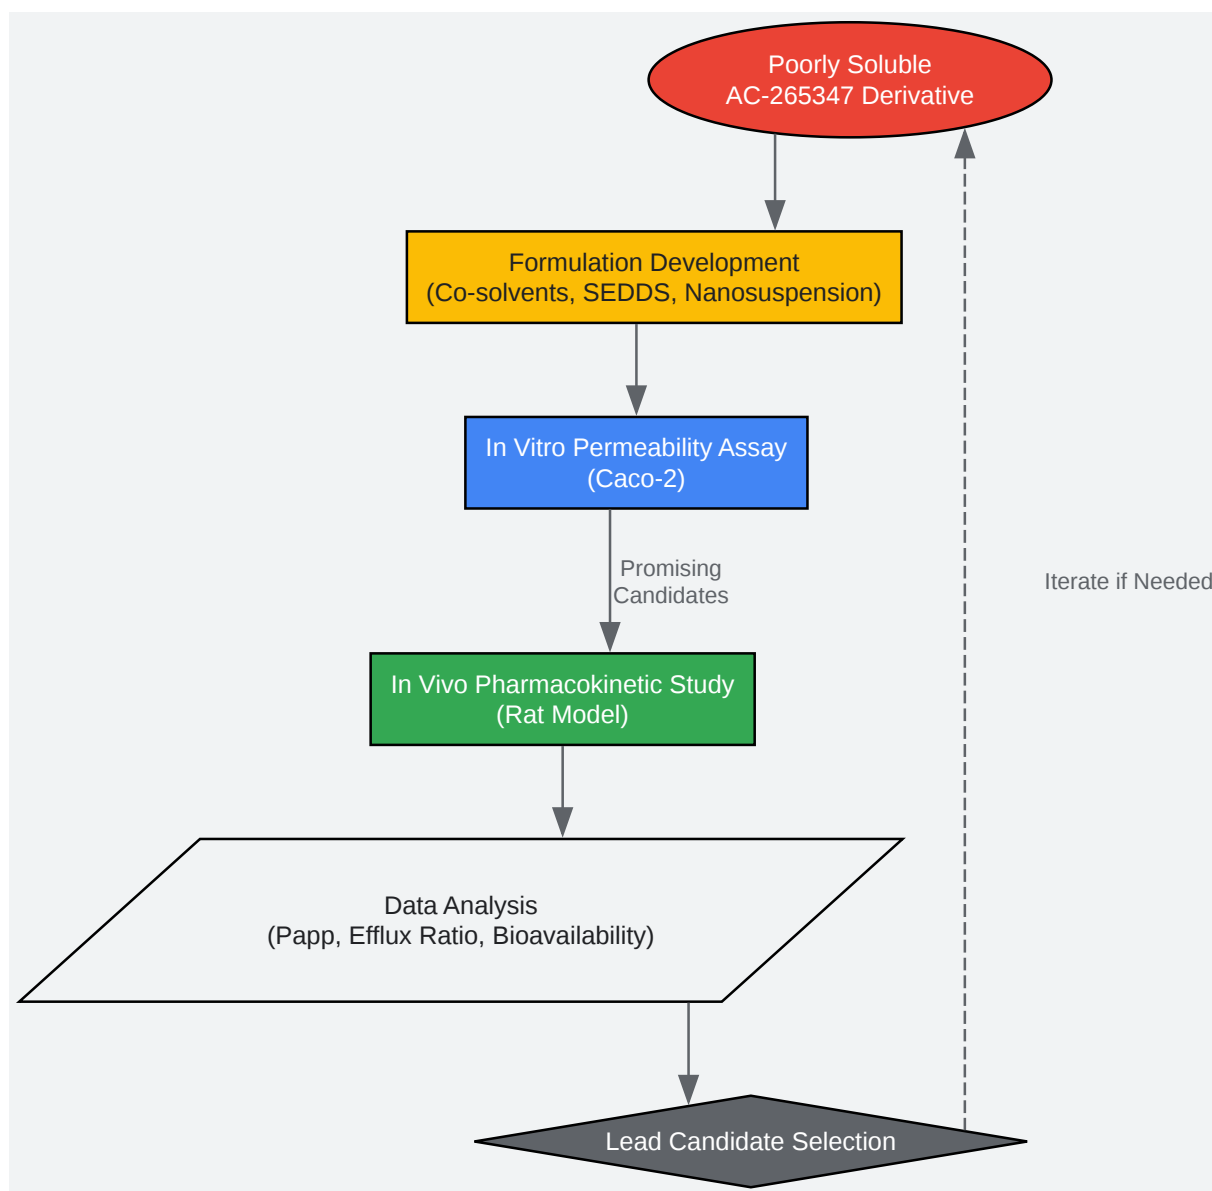 Poorly Soluble
AC-265347 Derivative
Formulation Development
(Co-solvents, SEDDS, Nanosuspension)
In Vitro Permeability Assay
(Caco-2)
Promising
Candidates
Iterate if Needed
In Vivo Pharmacokinetic Study
(Rat Model)
Data Analysis
(Papp, Efflux Ratio, Bioavailability)
Lead Candidate Selection